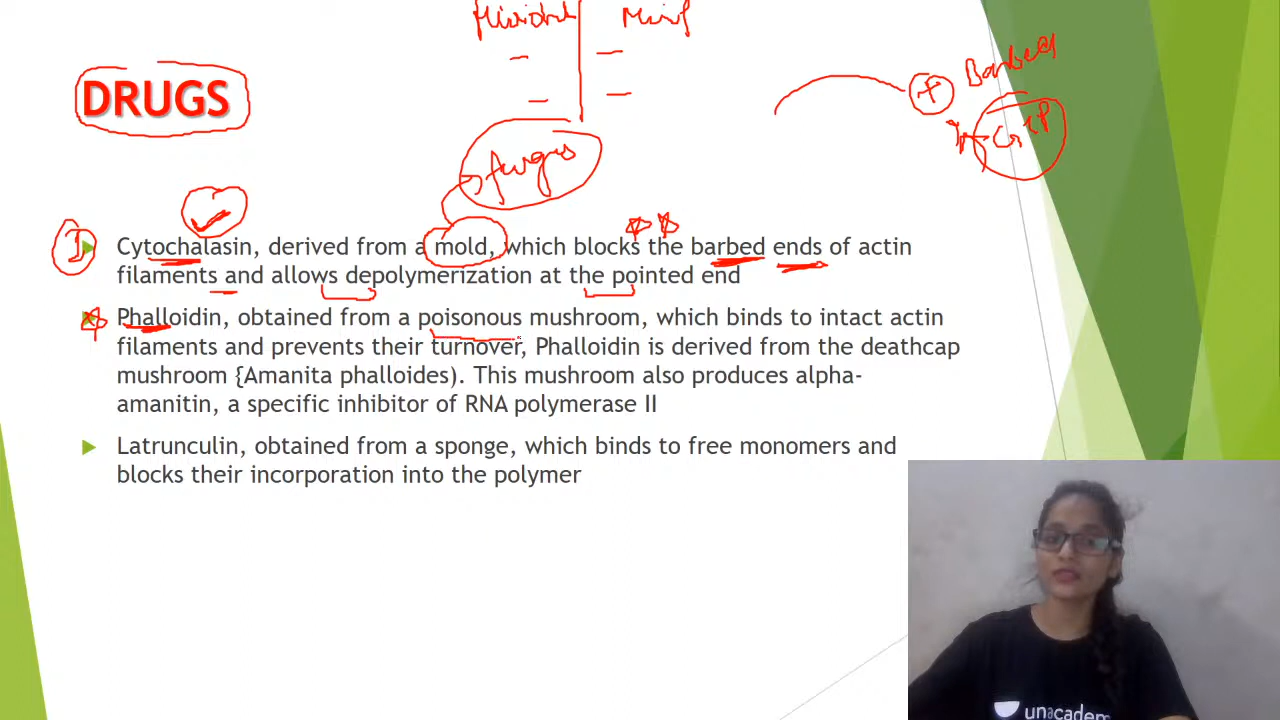 Barbed
DRUGS
GTP
fungus
Cytochalasin, derived from a mold, which blocks the barbed ends of actin
filaments and allows depolymerization at the pointed end
Phalloidin, obtained from a poisonous mushroom, which binds to intact actin
filaments and prevents their turnover, Phalloidin is derived from the deathcap
mushroom {Amanita phalloides). This mushroom also produces alpha-
amanitin, a specific inhibitor of RNA polymerase II
Latrunculin, obtained from a sponge, which binds to free monomers and
blocks their incorporation into the polymer
unacadem